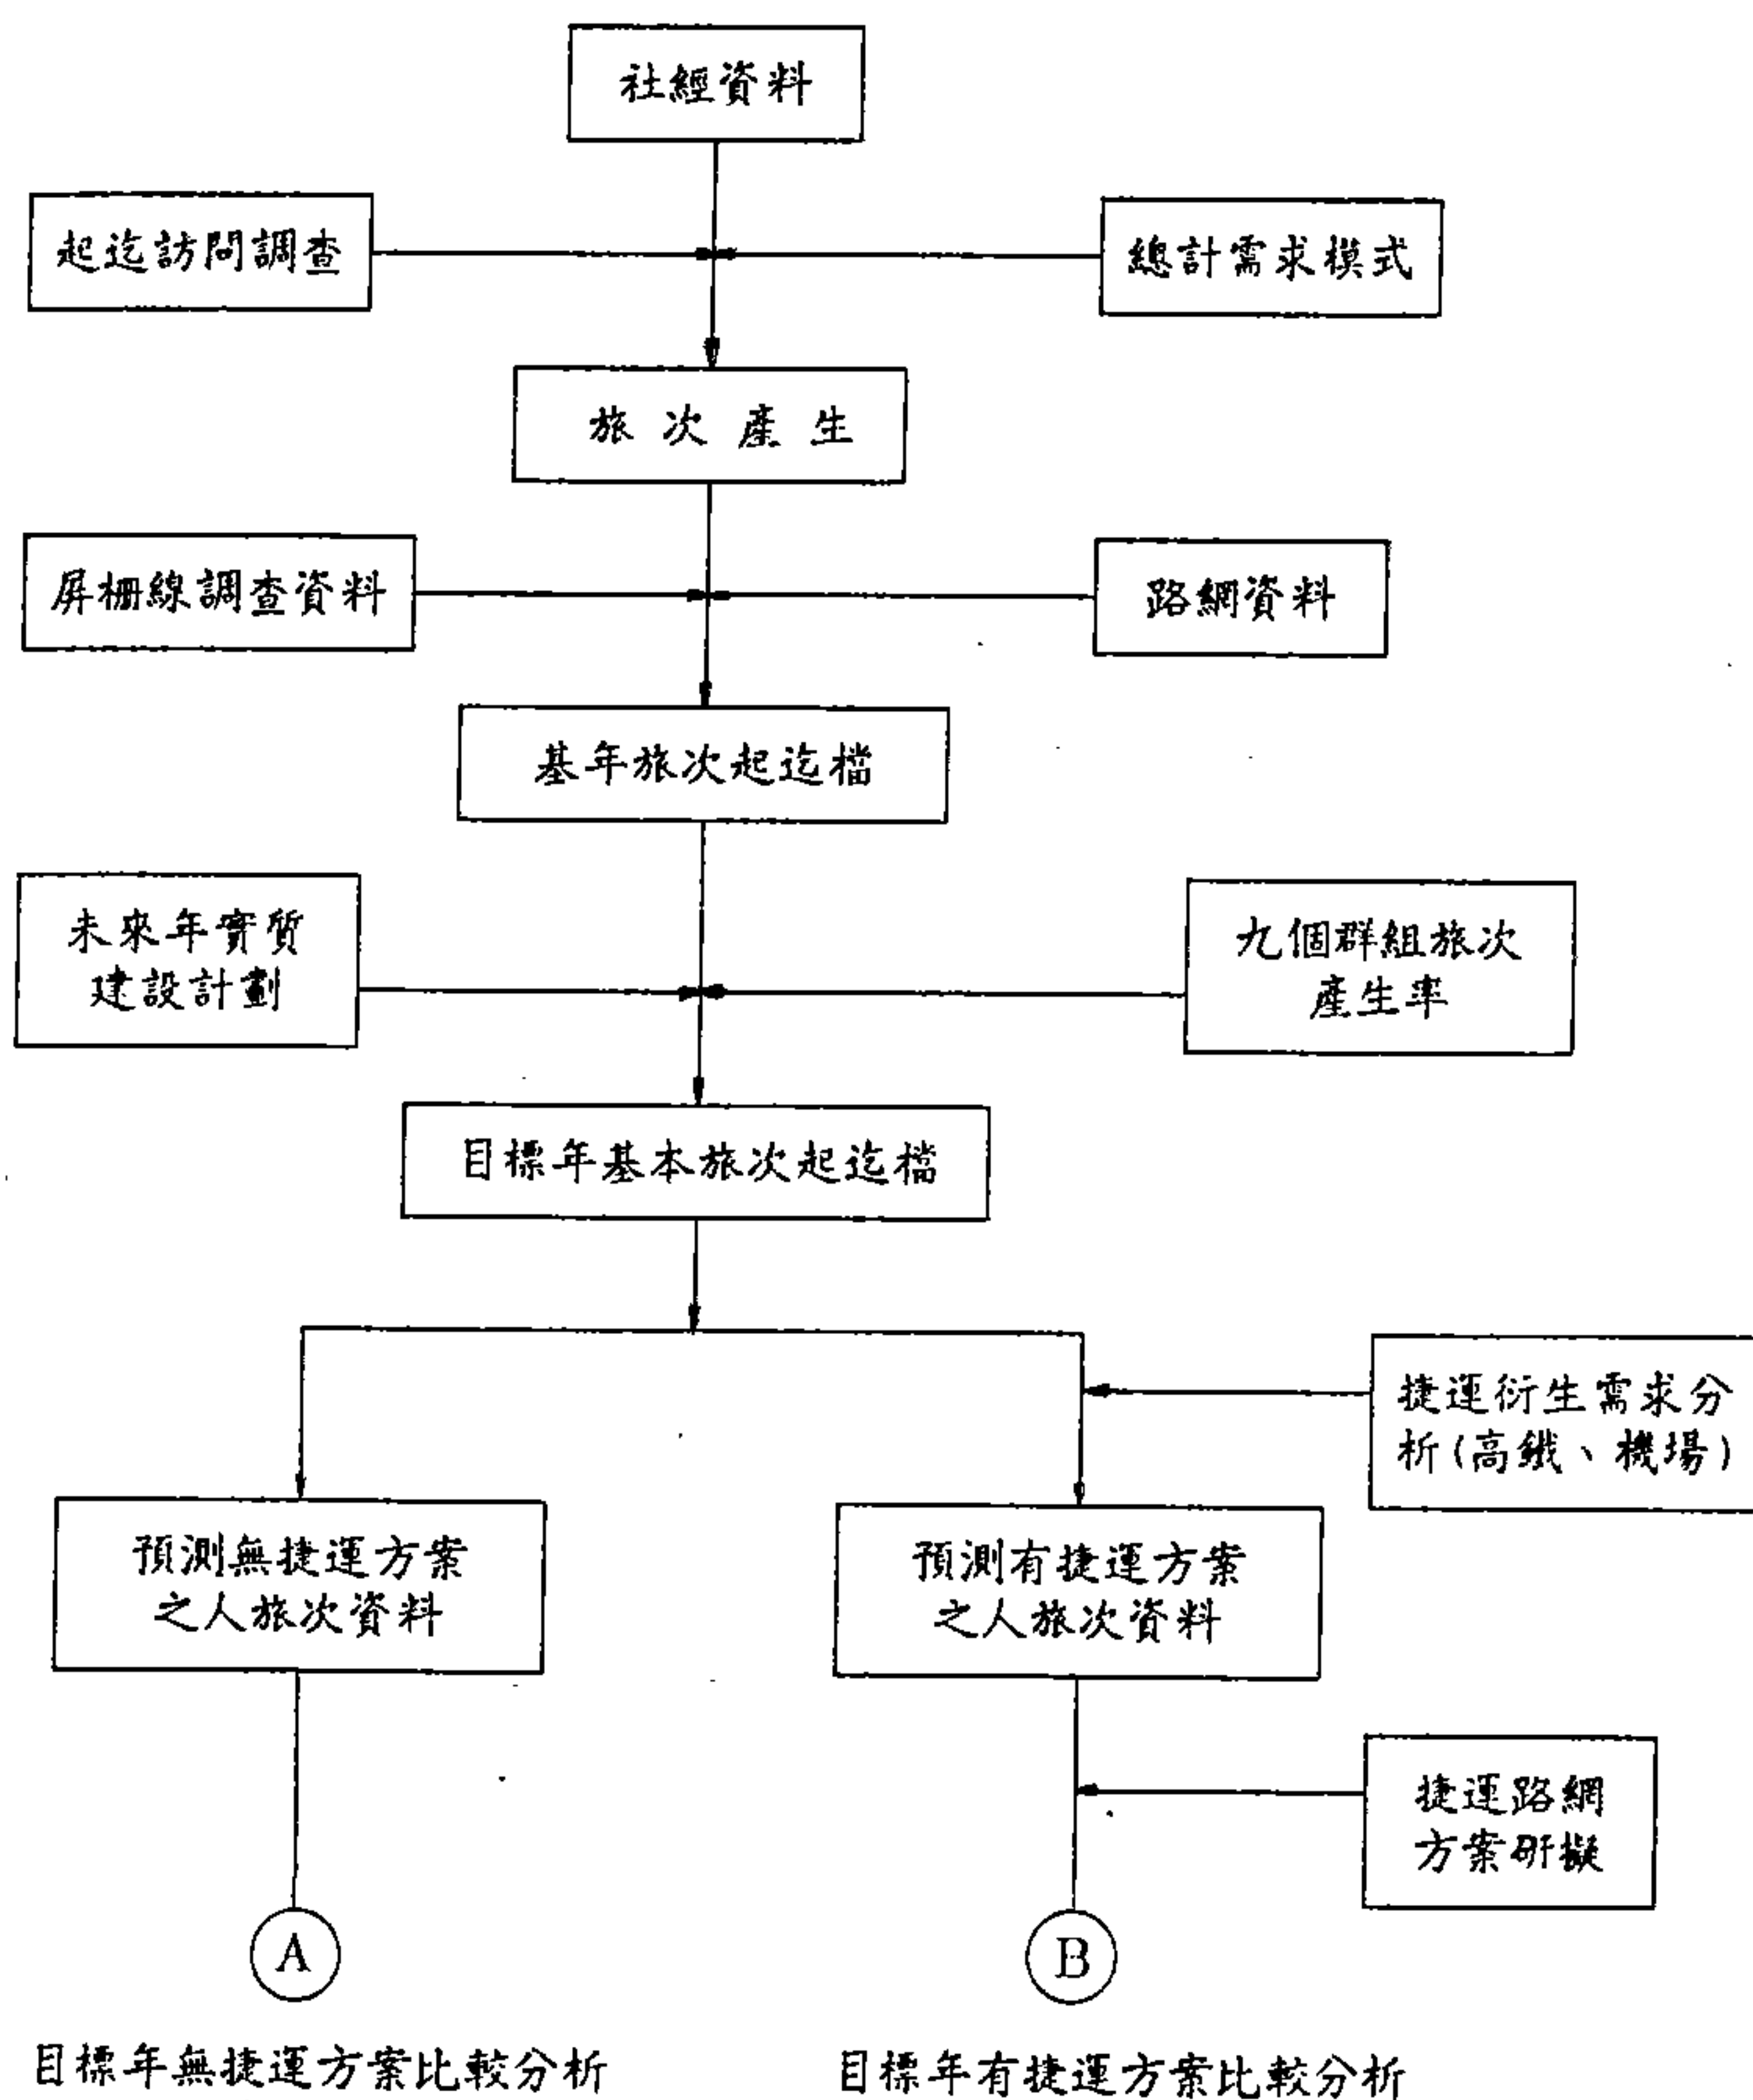 社經資料
起迄訪問調查
總計需求模式
旅次產生
屏柵線調查資料
路網資料
基年旅次起迄檔
未來年實質
建設計劃
九個群組旅次
產生率
目標年基本旅次起迄檔
捷運衍生需求分
析(高鐵、機場)
預測無捷運方案
之人旅次資料
預測有捷運方案
之人旅次資料
捷運路網
方案研擬
A
B
目標年無捷運方案比較分析
目標年有捷運方案比較分析